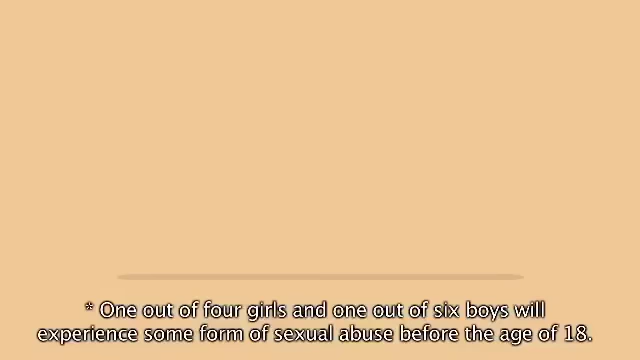 * One out of four girls and one out of six boys will
experience some form of sexual abuse before the age of 18.